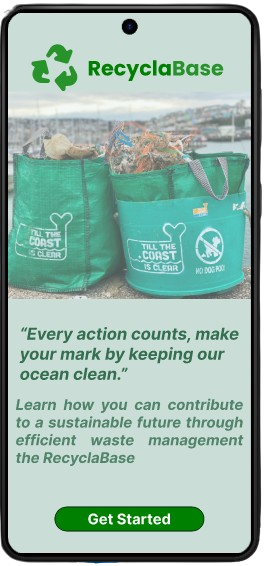 RecyclaBase
TILL THE
COAST
IS CLEAR
TILL THE
COAST
IS CLEAR
NO DOG POO!
“Every action counts, make
your mark by keeping our
ocean clean.”
Learn how you can contribute
to a sustainable future through
efficient waste management
the RecyclaBase
Get Started